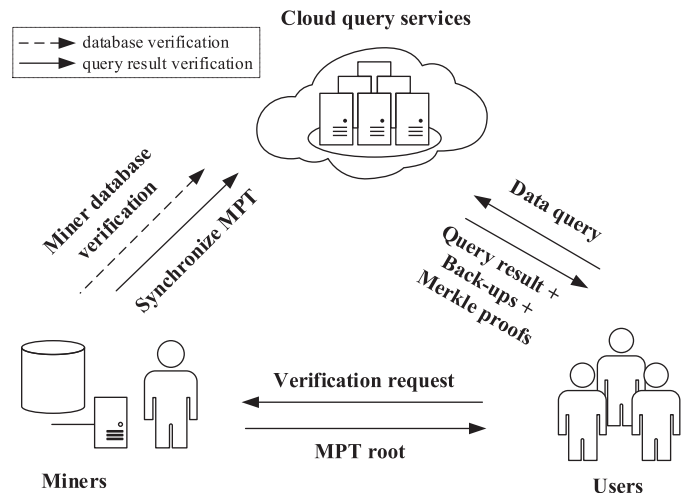 Cloud query services
database verification
query result verification
Miner database
verification
Synchronize MPT
Data query
Query result +
Back-ups +
Merkle proofs
Verification request
MPT root
Miners
Users